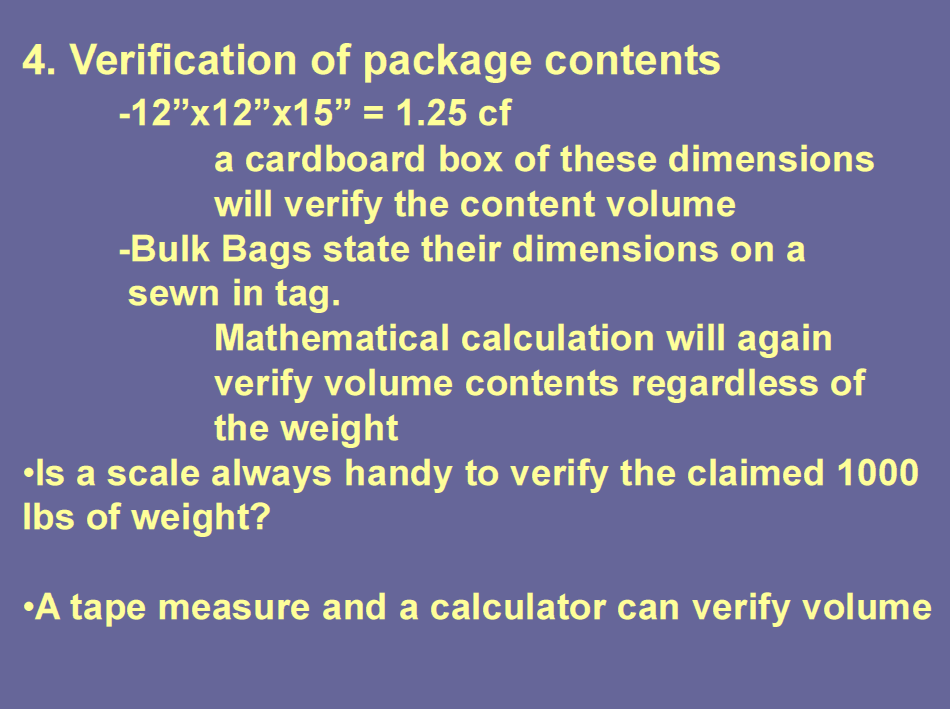 4. Verification of package contents
-12”x12”x15” = 1.25 cf
a cardboard box of these dimensions
will verify the content volume
-Bulk Bags state their dimensions on a
sewn in tag.
Mathematical calculation will again
verify volume contents regardless of
the weight
•Is a scale always handy to verify the claimed 1000
lbs of weight?
•A tape measure and a calculator can verify volume